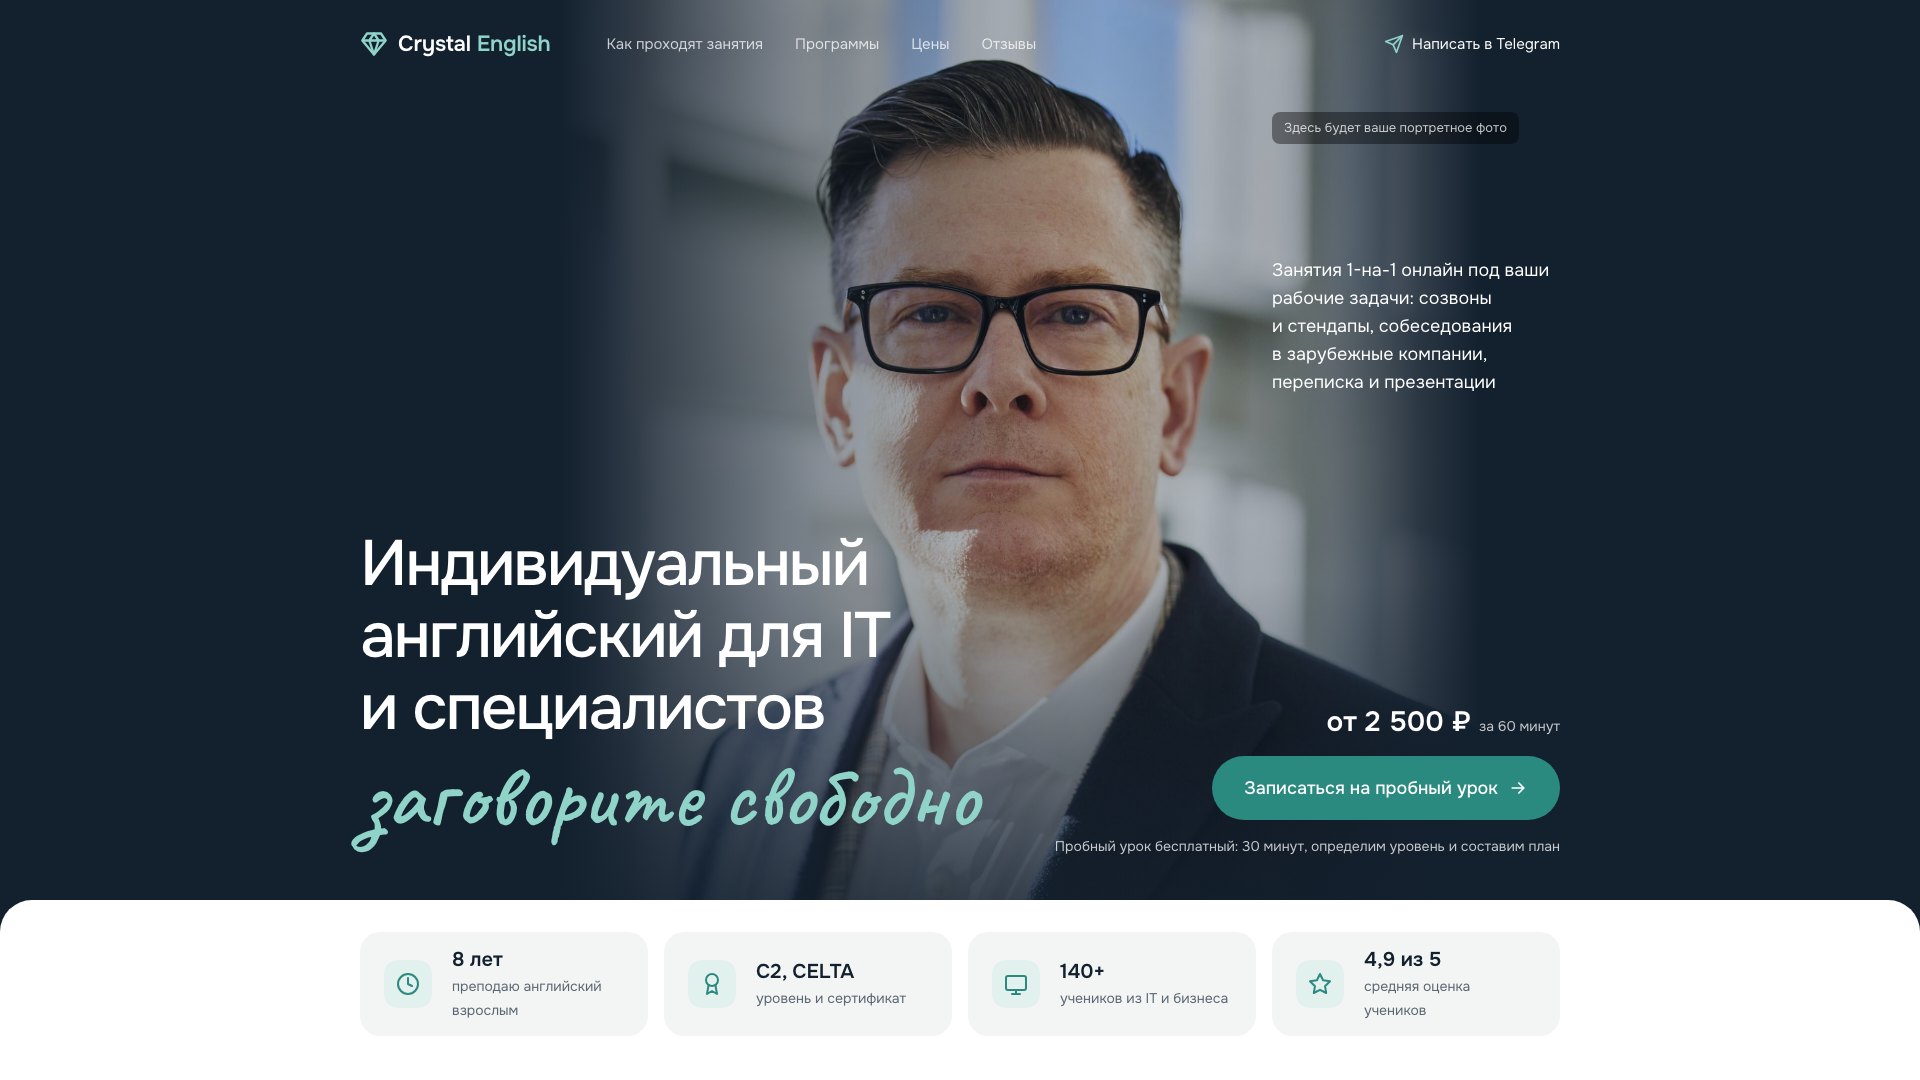 Crystal English
Как проходят занятия
Программы
Цены
Отзывы
Написать в Telegram
Здесь будет ваше портретное фото
Занятия 1-на-1 онлайн под ваши
рабочие задачи: созвоны
и стендапы, собеседования
в зарубежные компании,
переписка и презентации
Индивидуальный
английский для IT
и специалистов
заговорите свободно
от 2 500 ₽ за 60 минут
Записаться на пробный урок →
Пробный урок бесплатный: 30 минут, определим уровень и составим план
8 лет
преподаю английский
взрослым
C2, CELTA
уровень и сертификат
140+
учеников из IT и бизнеса
4,9 из 5
средняя оценка
учеников